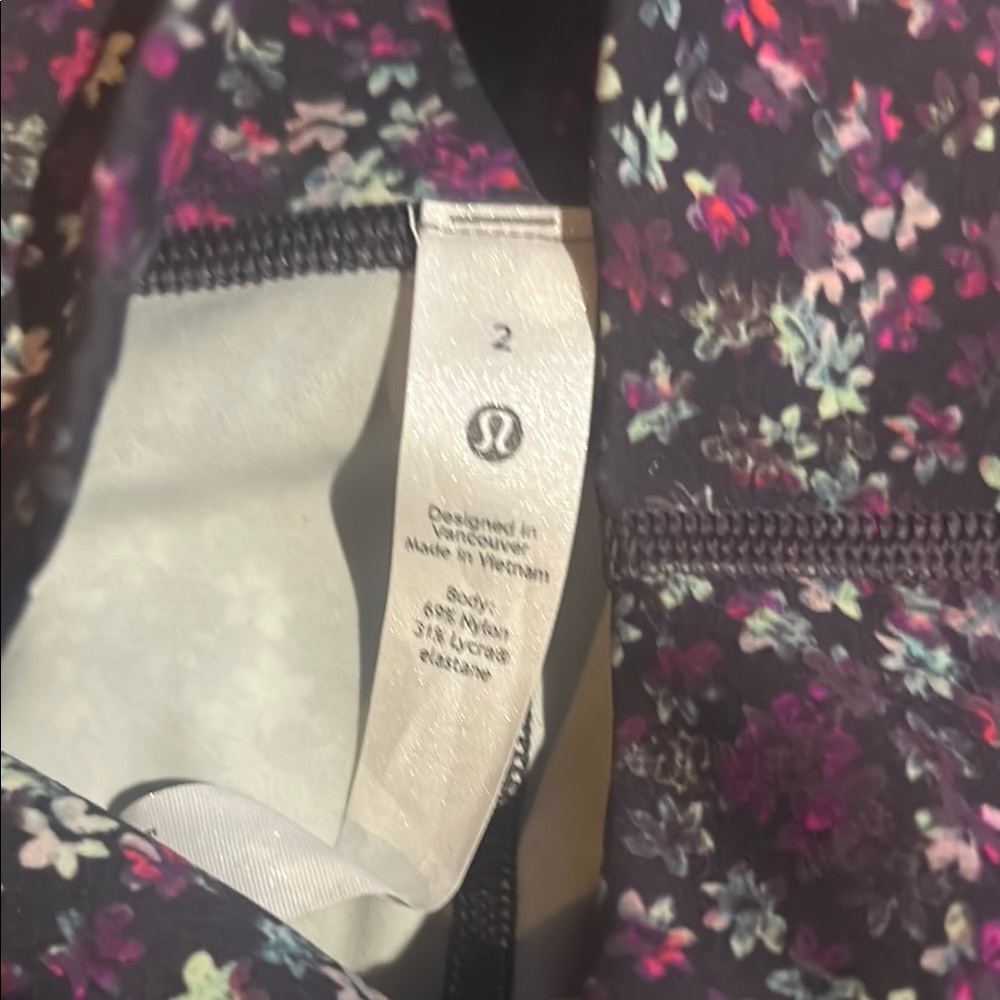 2
Designed in
Vancouver
Made in Vietnam
Body:
69% Nylon
31% Lycra®
elastane